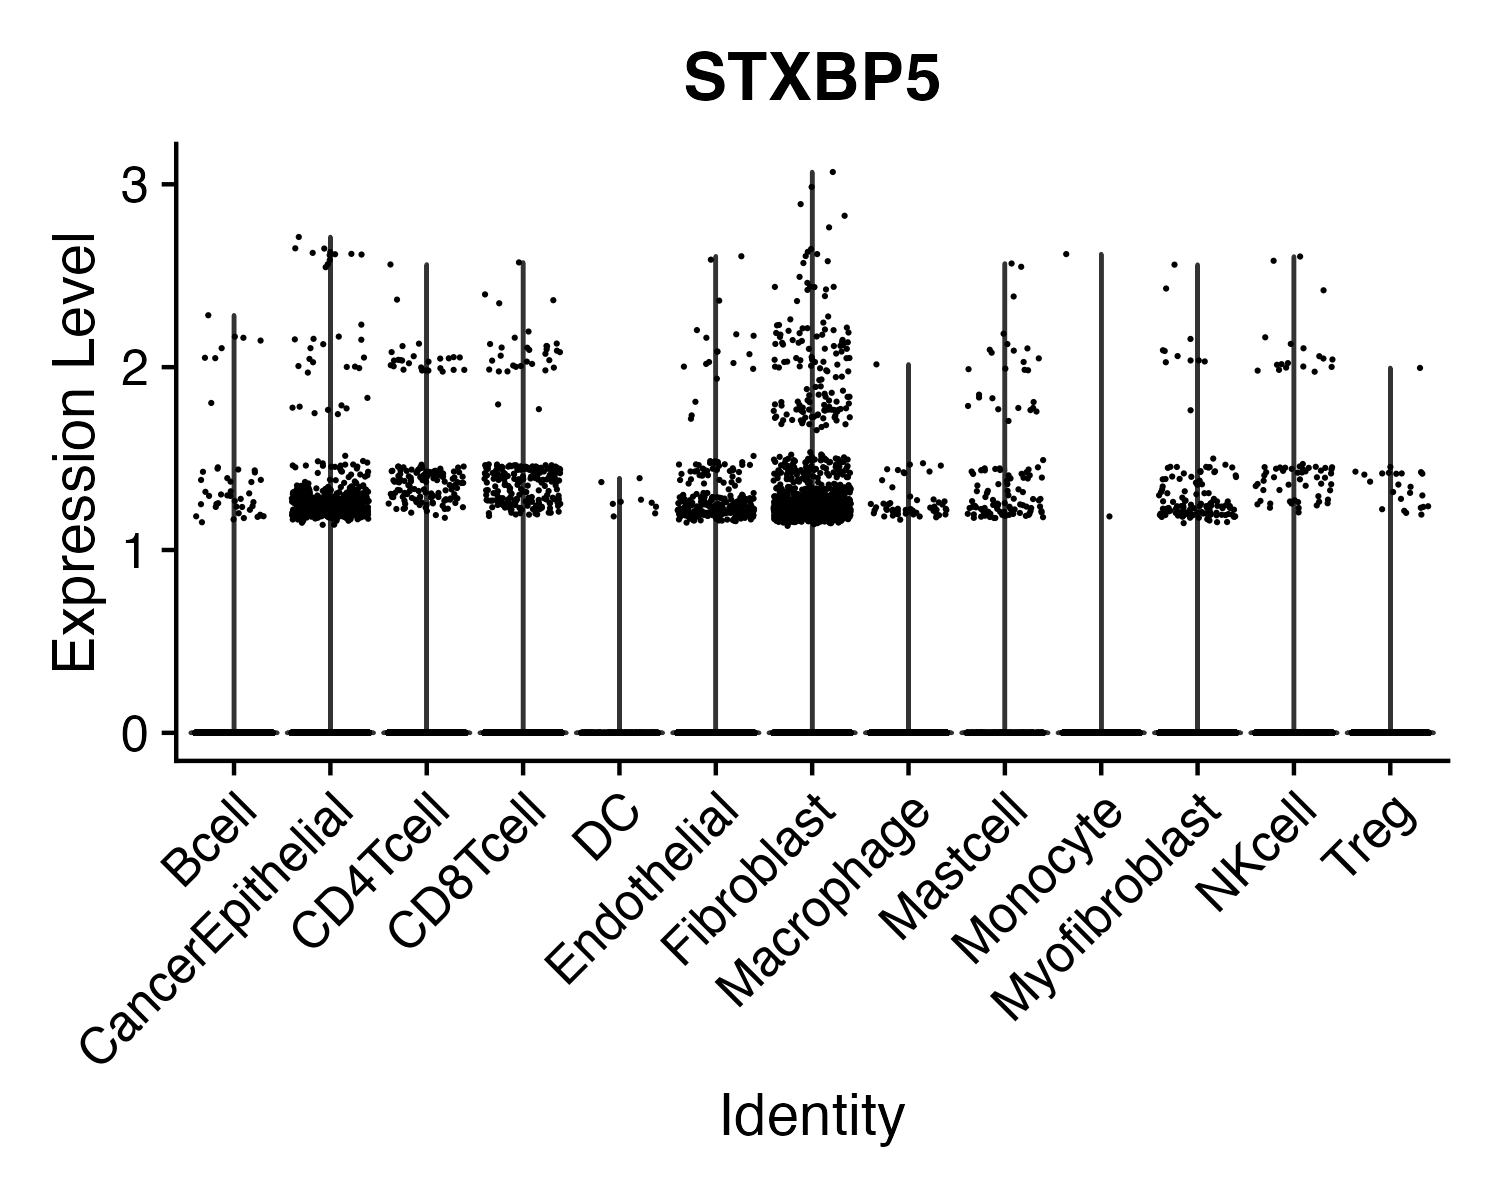 STXBP5
Expression Level
3
2
1
0
Bcell
CancerEpithelial
CD4Tcell
CD8Tcell
DC
Endothelial
Fibroblast
Macrophage
Mastcell
Monocyte
Myofibroblast
NKcell
Treg
Identity